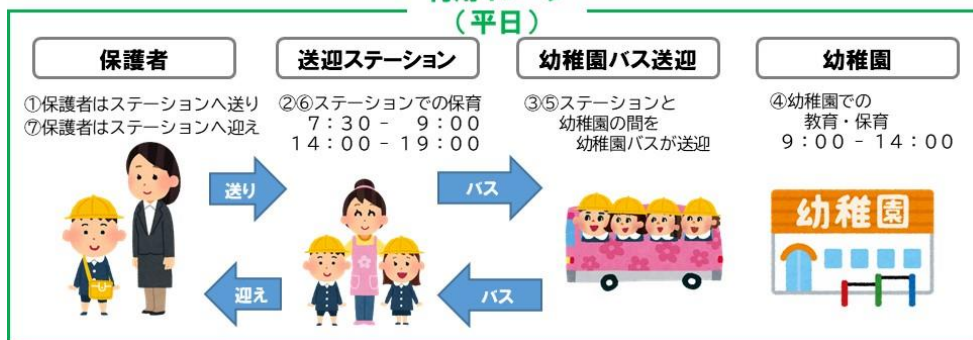 （平日）
保護者
①保護者はステーションへ送り
⑦保護者はステーションへ迎え
送迎ステーション
②⑥ステーションでの保育
７：３０ - ９：００
１４：００ - １９：００
幼稚園バス送迎
③⑤ステーションと
幼稚園の間を
幼稚園バスが送迎
幼稚園
④幼稚園での
教育・保育
９：００ - １４：００
送り
バス
迎え
バス
幼稚園